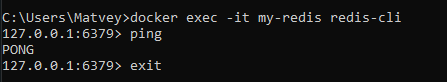 C:\Users\Matvey>docker exec -it my-redis redis-cli
127.0.0.1:6379> ping
PONG
127.0.0.1:6379> exit